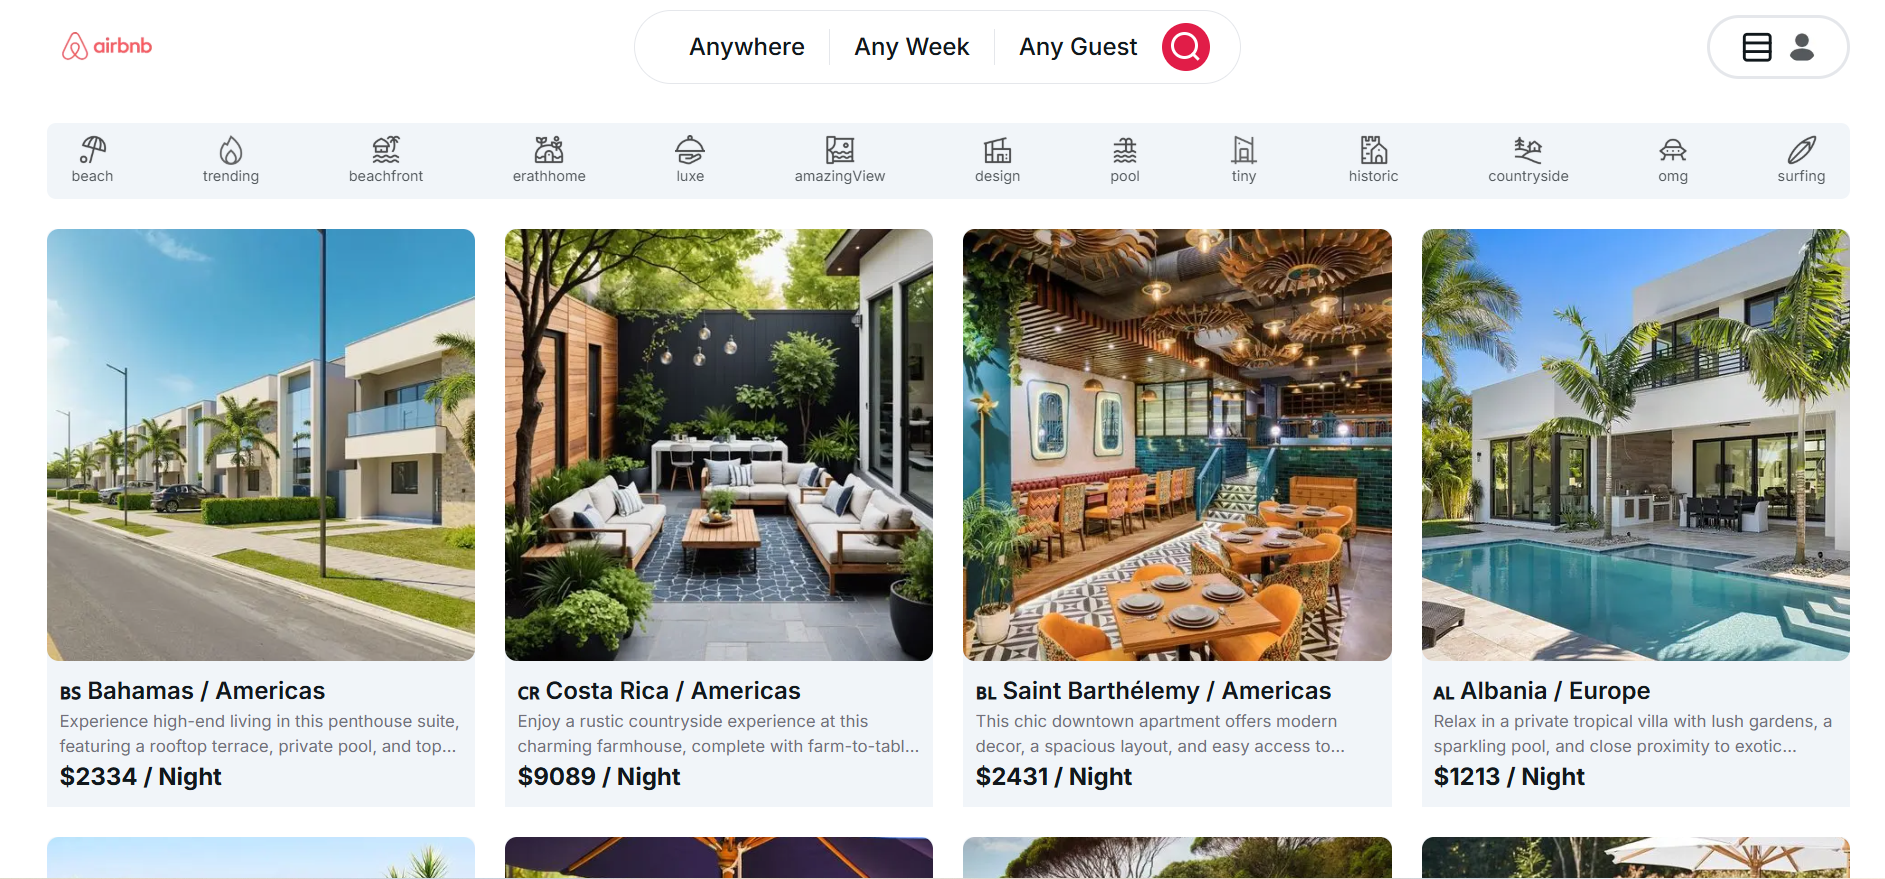 airbnb
Anywhere
Any Week
Any Guest
beach
trending
beachfront
erathhome
luxe
amazingView
design
pool
tiny
historic
countryside
omg
surfing
BS Bahamas / Americas
Experience high-end living in this penthouse suite,
featuring a rooftop terrace, private pool, and top...
$2334 / Night
CR Costa Rica / Americas
Enjoy a rustic countryside experience at this
charming farmhouse, complete with farm-to-tabl...
$9089 / Night
BL Saint Barthélemy / Americas
This chic downtown apartment offers modern
decor, a spacious layout, and easy access to...
$2431 / Night
AL Albania / Europe
Relax in a private tropical villa with lush gardens, a
sparkling pool, and close proximity to exotic...
$1213 / Night